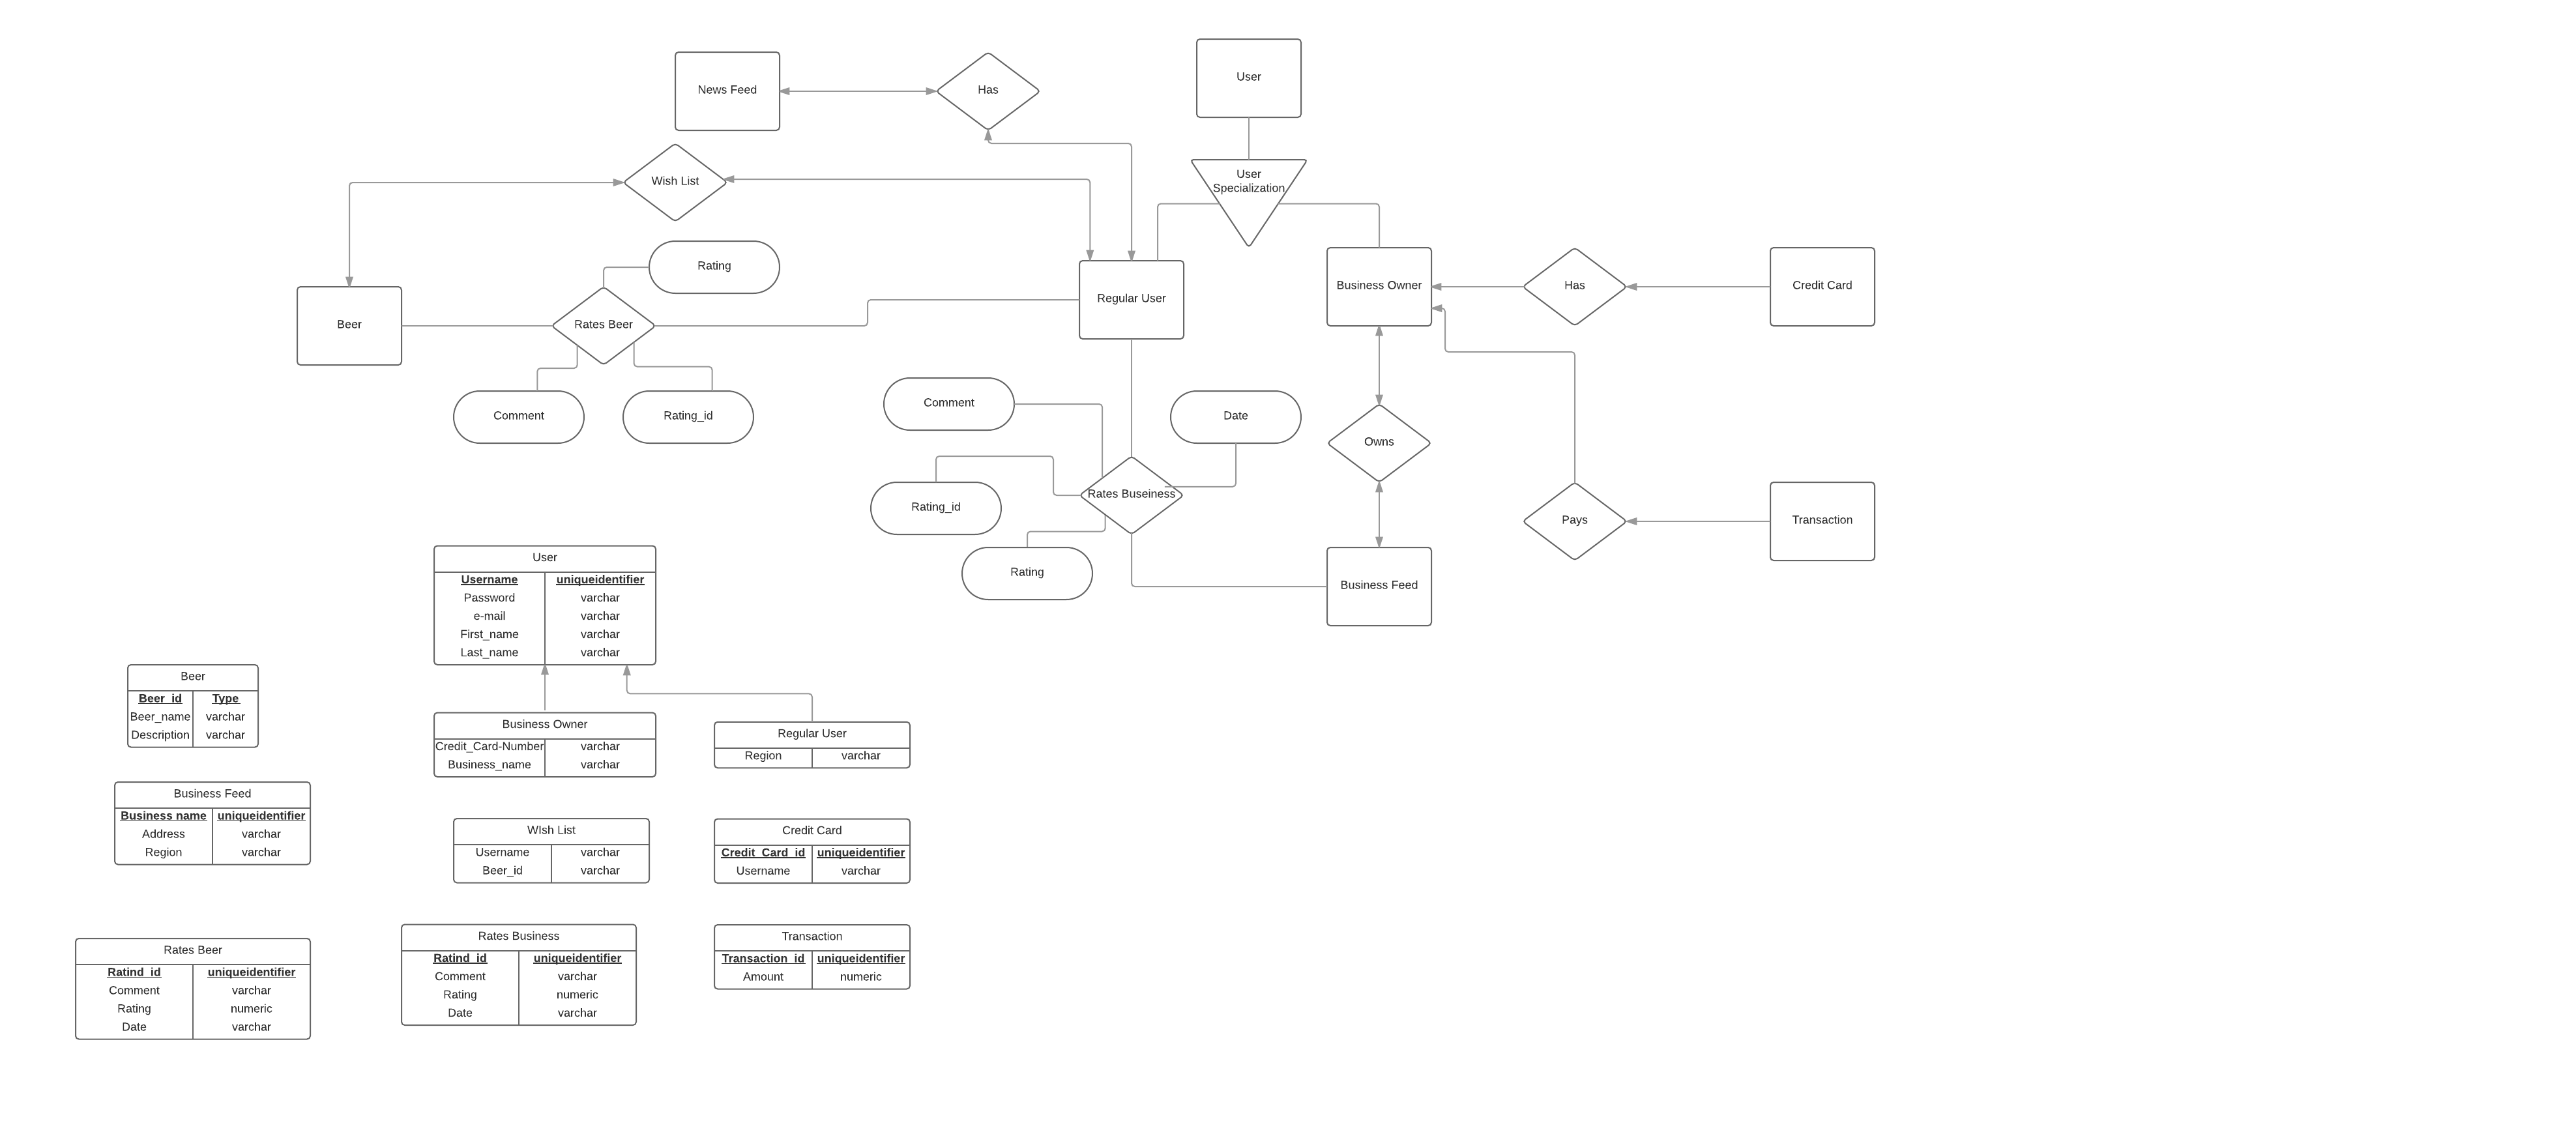 User
News Feed
Has
Wish List
User
Specialization
Rating
Regular User
Business Owner
Has
Credit Card
Beer
Rates Beer
Comment
Rating_id
Comment
Date
Owns
Rating_id
Rates Buseiness
Pays
Transaction
Rating
Business Feed
User
Username uniqueidentifier
Password varchar
e-mail varchar
First_name varchar
Last_name varchar
Beer
Beer_id Type
Beer_name varchar
Description varchar
Business Owner
Credit_Card-Number varchar
Business_name varchar
Regular User
Region varchar
Business Feed
Business name uniqueidentifier
Address varchar
Region varchar
WIsh List
Username varchar
Beer_id varchar
Credit Card
Credit_Card_id uniqueidentifier
Username varchar
Rates Beer
Ratind_id uniqueidentifier
Comment varchar
Rating numeric
Date varchar
Rates Business
Ratind_id uniqueidentifier
Comment varchar
Rating numeric
Date varchar
Transaction
Transaction_id uniqueidentifier
Amount numeric